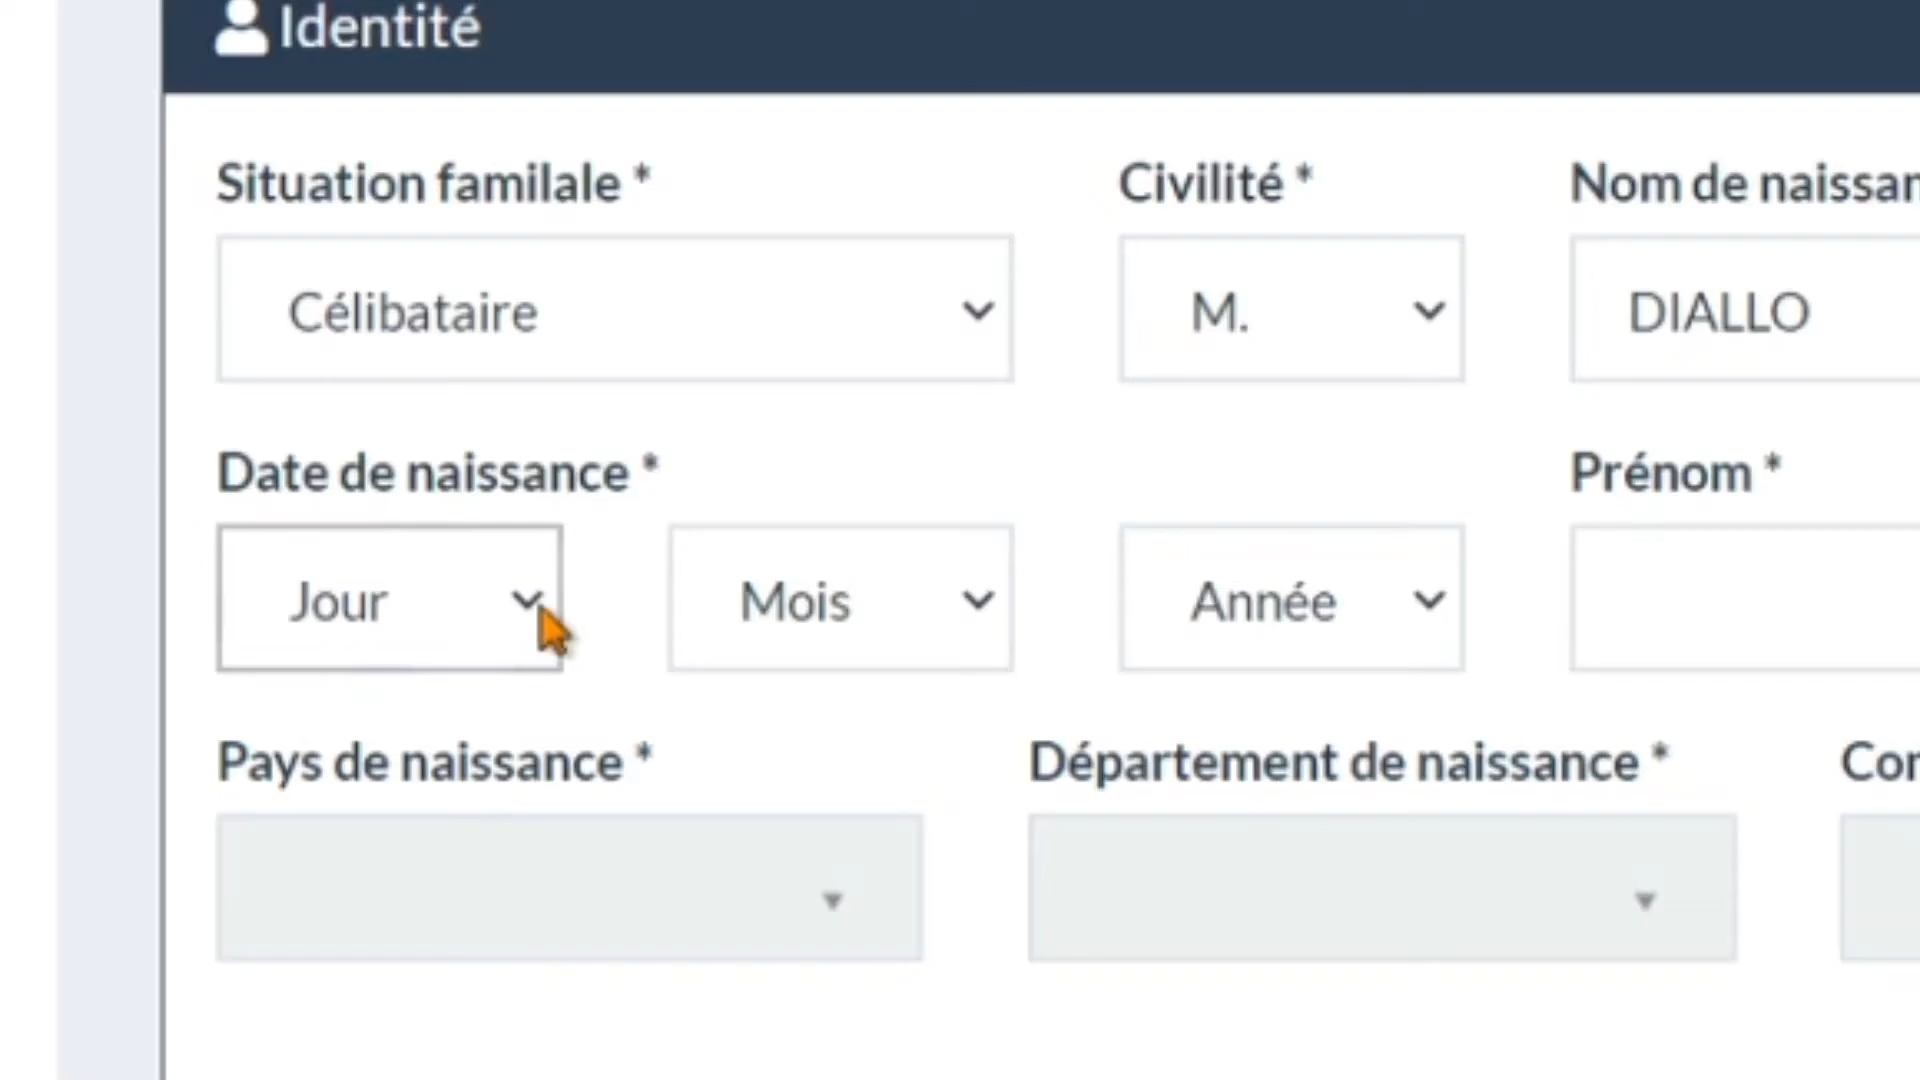 Identité
Situation familale *
Civilité *
Nom de naissan
Célibataire
M.
DIALLO
Date de naissance *
Prénom *
Jour
Mois
Année
Pays de naissance *
Département de naissance *
Con